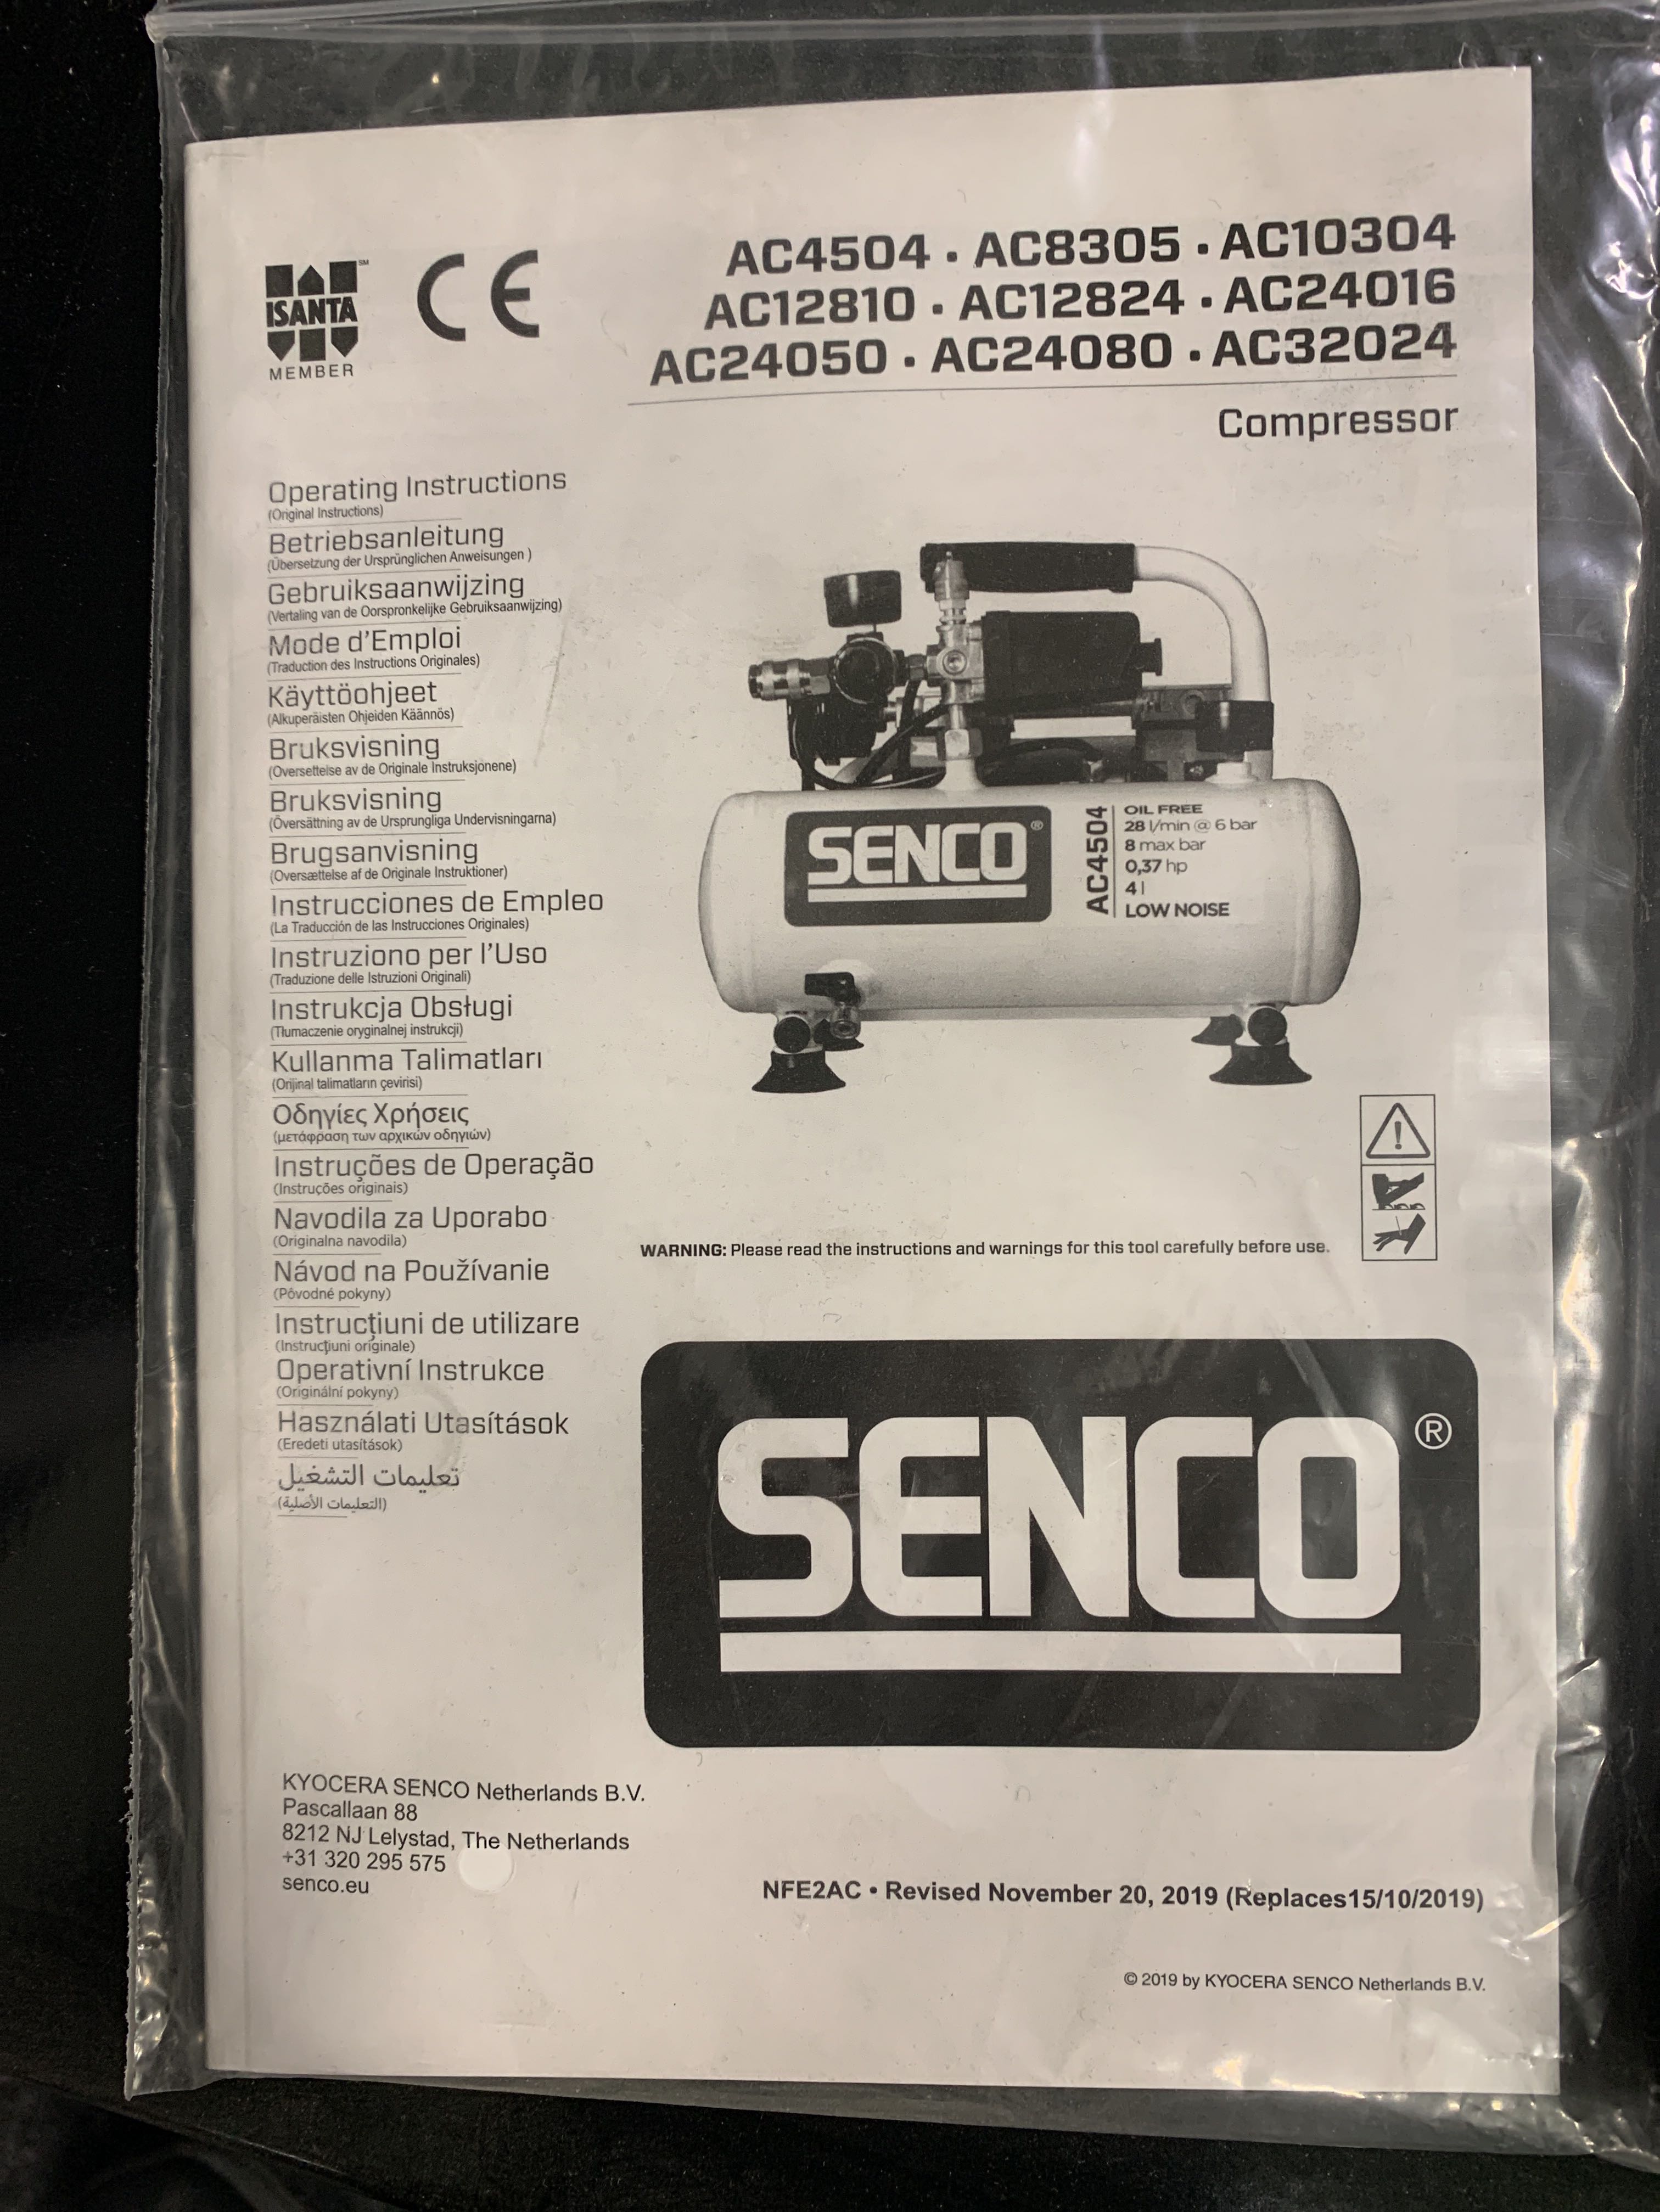 ISANTA
SM
MEMBER
CE
AC4504 • AC8305 • AC10304
AC12810 • AC12824 • AC24016
AC24050 • AC24080 • AC32024
Compressor
Operating Instructions
(Original Instructions)
Betriebsanleitung
(Übersetzung der Ursprünglichen Anweisungen )
Gebruiksaanwijzing
(Vertaling van de Oorspronkelijke Gebruiksaanwijzing)
Mode d'Emploi
(Traduction des Instructions Originales)
Käyttöohjeet
(Alkuperäisten Ohjeiden Käännös)
Bruksvisning
(Oversettelse av de Originale Instruksjonene)
Bruksvisning
(Översättning av de Ursprungliga Undervisningarna)
Brugsanvisning
(Oversættelse af de Originale Instruktioner)
Instrucciones de Empleo
(La Traducción de las Instrucciones Originales)
Instruziono per l'Uso
(Traduzione delle Istruzioni Originali)
Instrukcja Obsługi
(Tłumaczenie oryginalnej instrukcji)
Kullanma Talimatları
(Orijinal talimatların çevirisi)
Οδηγίες Χρήσεις
(μετάφραση των αρχικών οδηγιών)
Instruções de Operação
(Instruções originais)
Navodila za Uporabo
(Originalna navodila)
Návod na Používanie
(Pôvodné pokyny)
Instrucţiuni de utilizare
(Instrucţiuni originale)
Operativní Instrukce
(Originální pokyny)
Használati Utasítások
(Eredeti utasítások)
تعليمات التشغيل
(التعليمات الأصلية)
SENCO®
AC4504
OIL FREE
28 l/min @ 6 bar
8 max bar
0,37 hp
4 l
LOW NOISE
WARNING: Please read the instructions and warnings for this tool carefully before use.
SENCO®
KYOCERA SENCO Netherlands B.V.
Pascallaan 88
8212 NJ Lelystad, The Netherlands
+31 320 295 575
senco.eu
NFE2AC • Revised November 20, 2019 (Replaces15/10/2019)
© 2019 by KYOCERA SENCO Netherlands B.V.